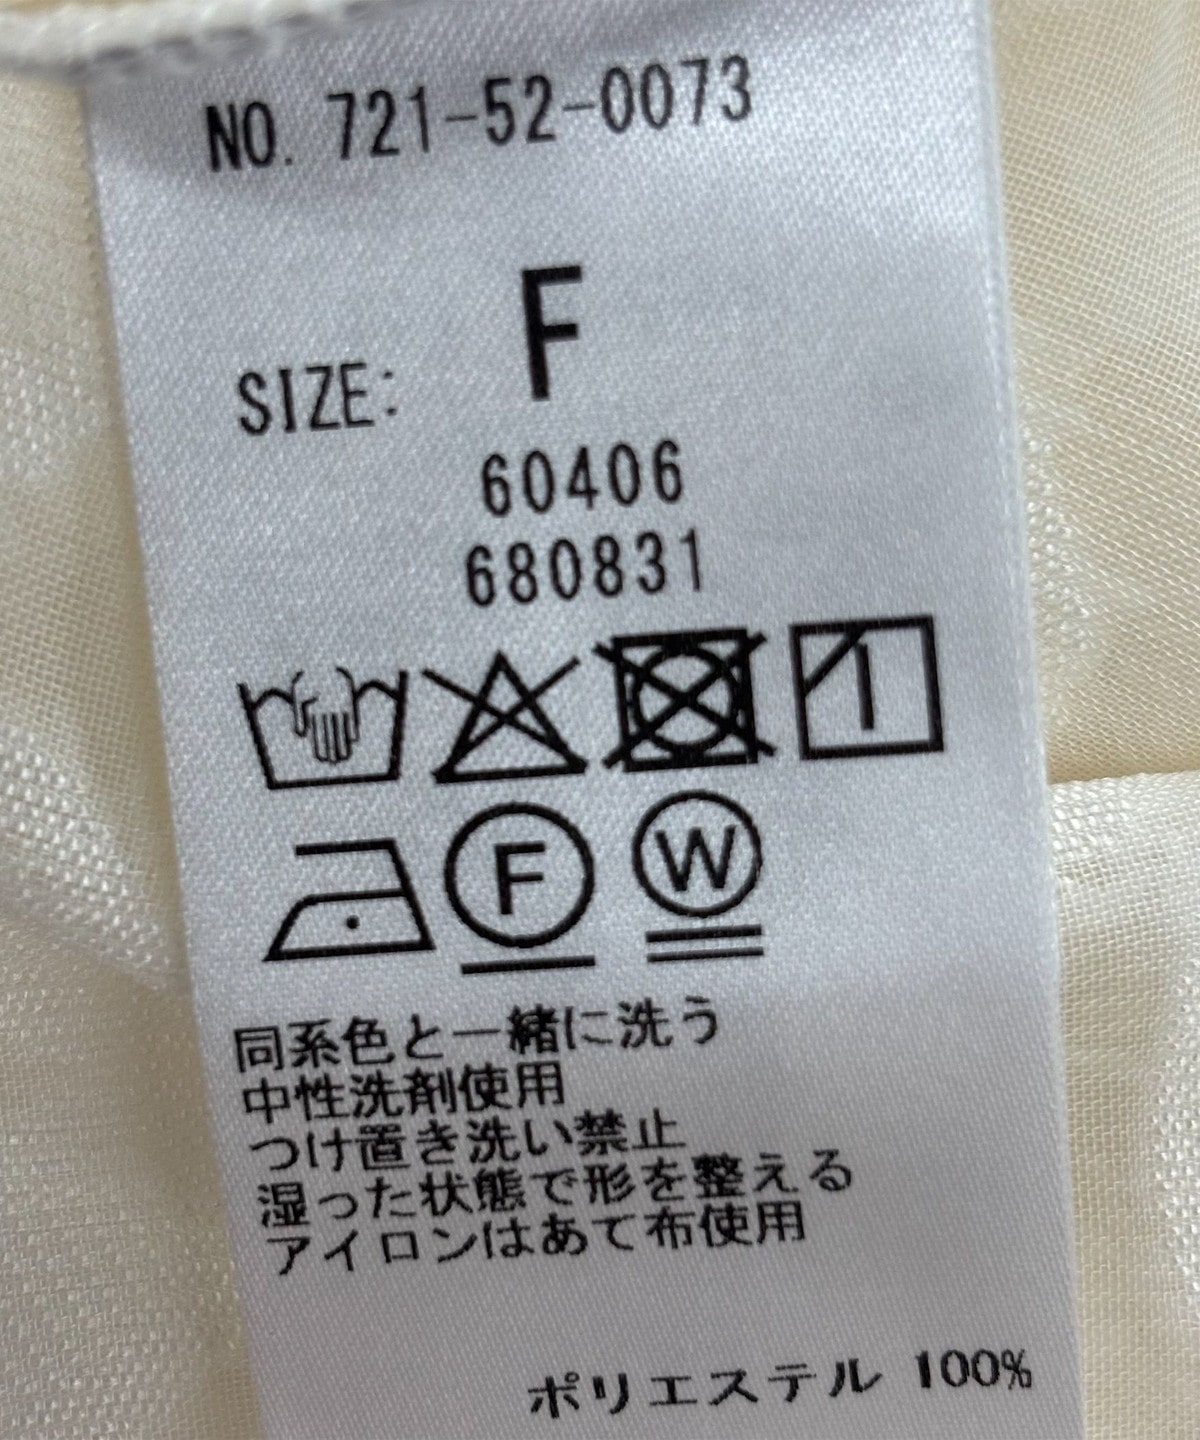 NO. 721-52-0073
SIZE: F
60406
680831
F W
同系色と一緒に洗う
中性洗剤使用
つけ置き洗い禁止
湿った状態で形を整える
アイロンはあて布使用
ポリエステル 100%